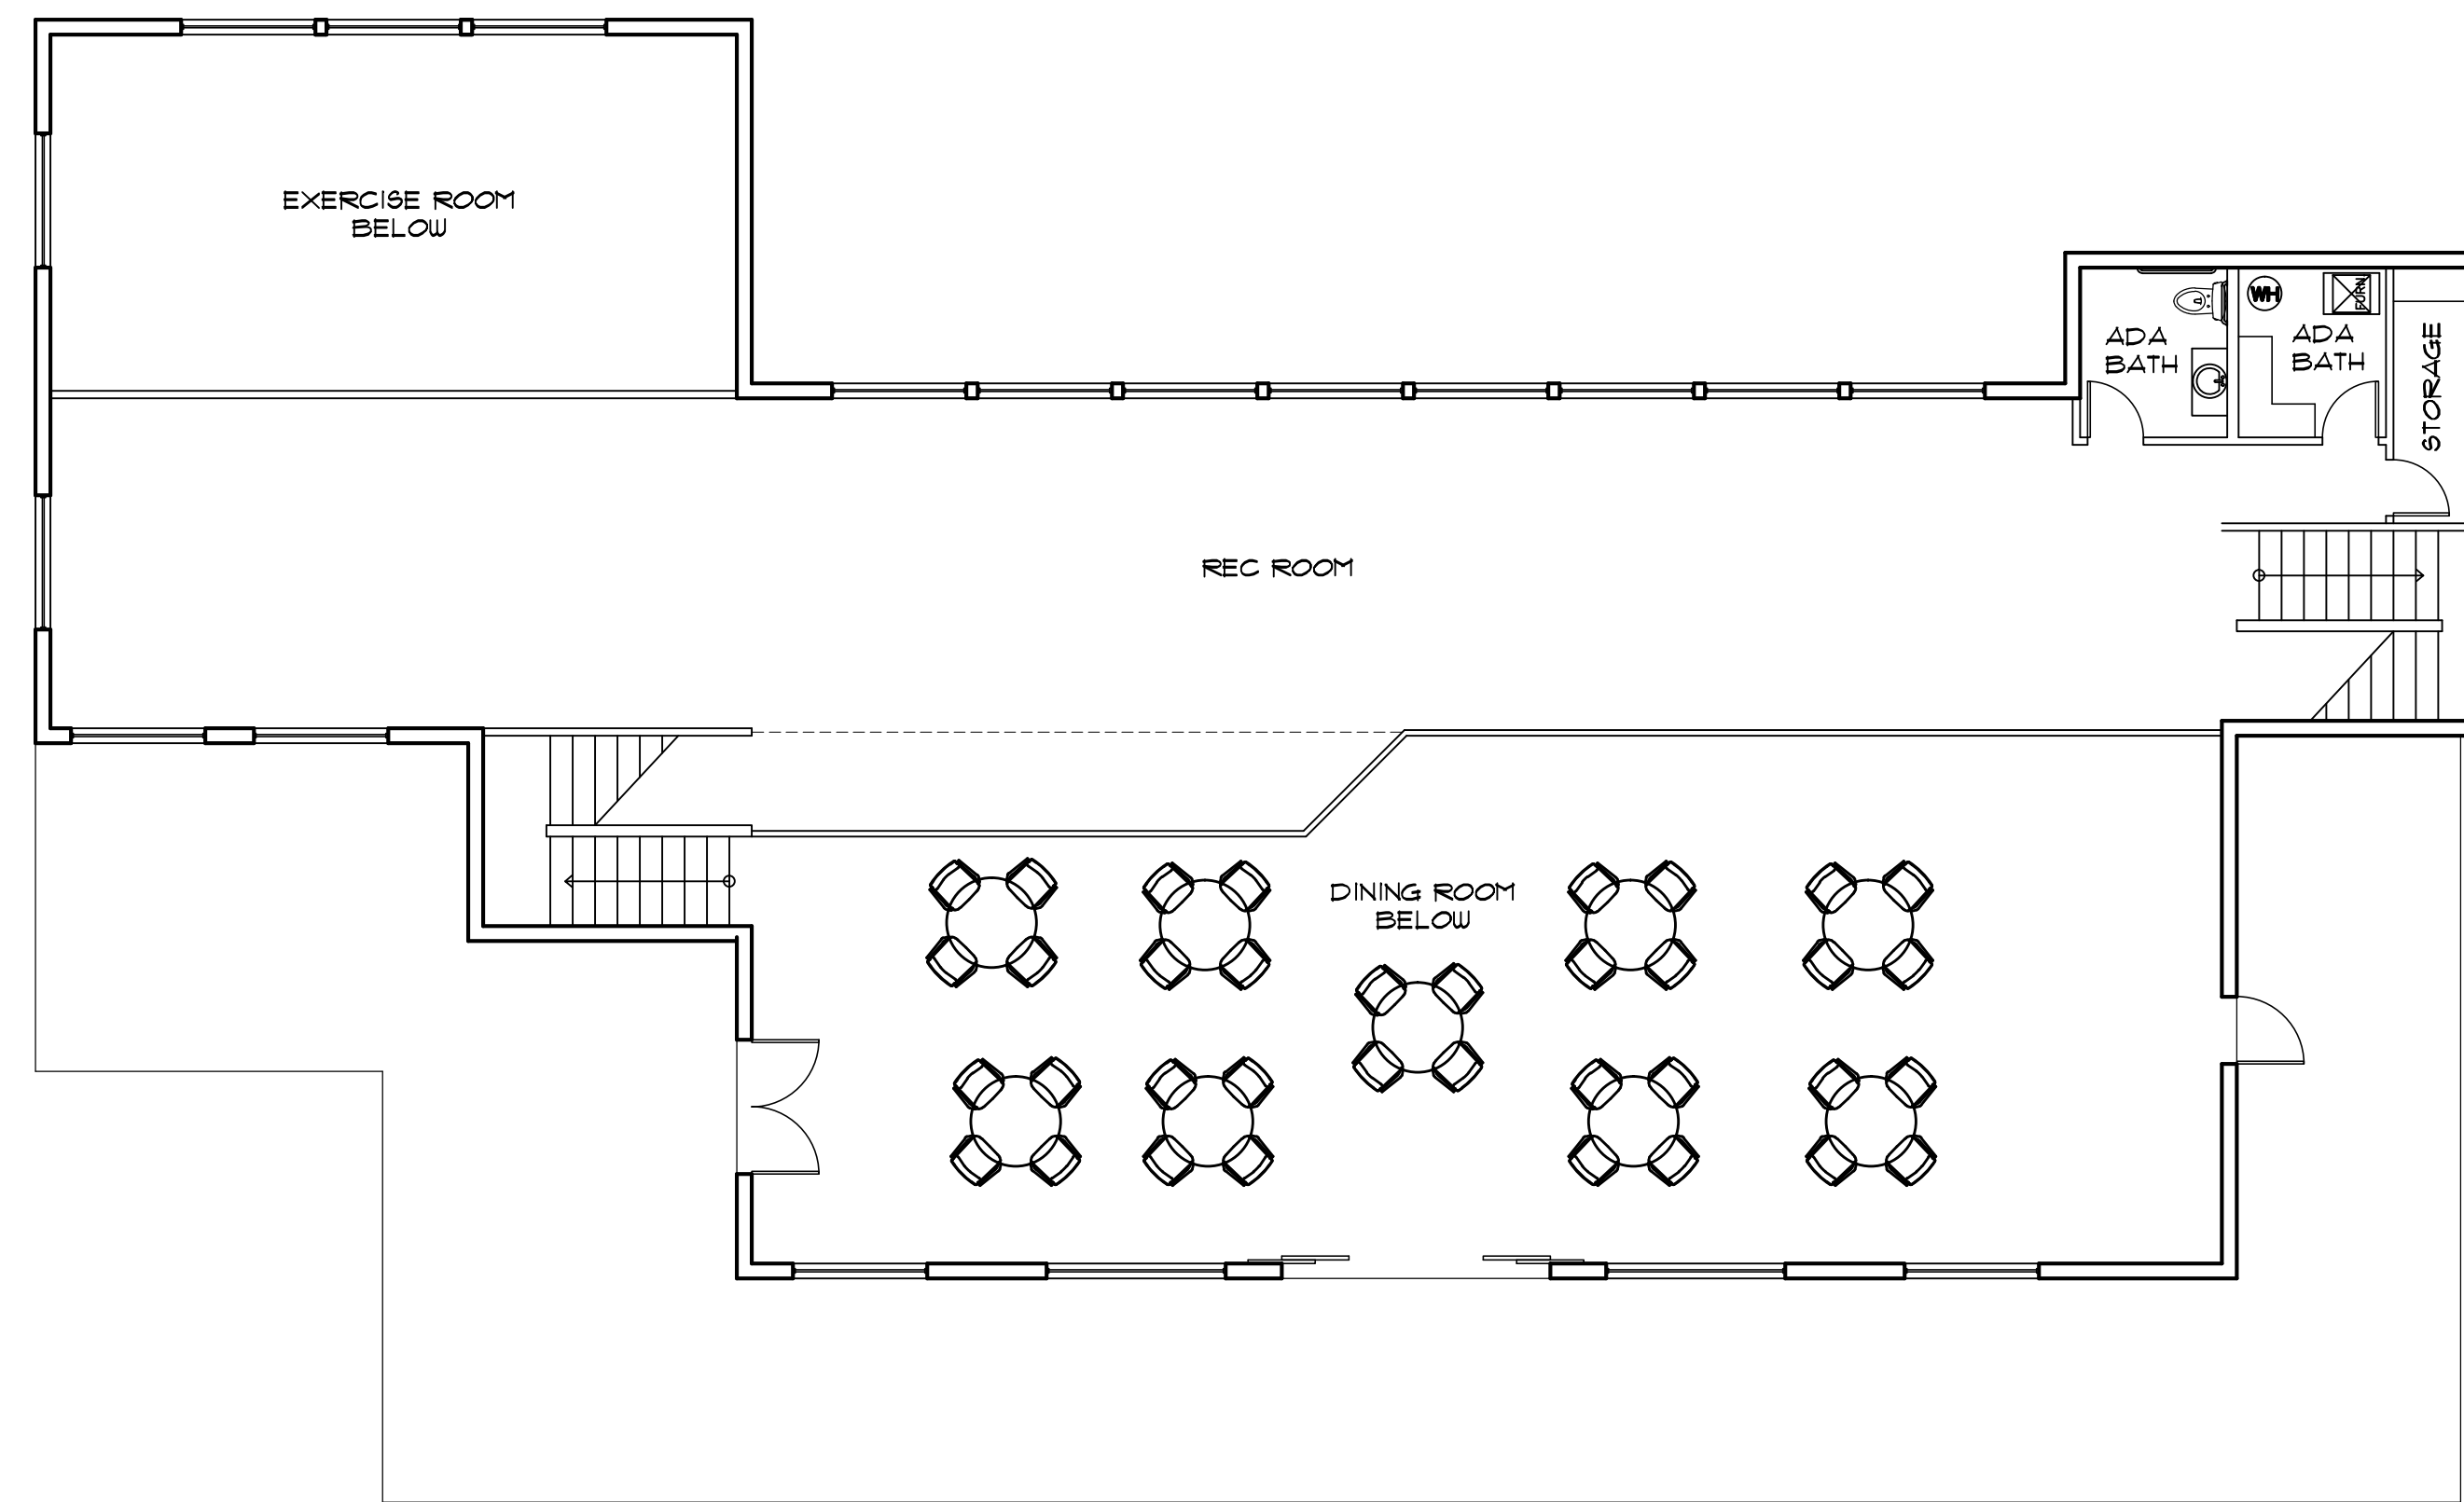 EXERCISE ROOM
BELOW
WH
FURN
ADA
BATH
ADA
BATH
STORAGE
REC ROOM
DINING ROOM
BELOW